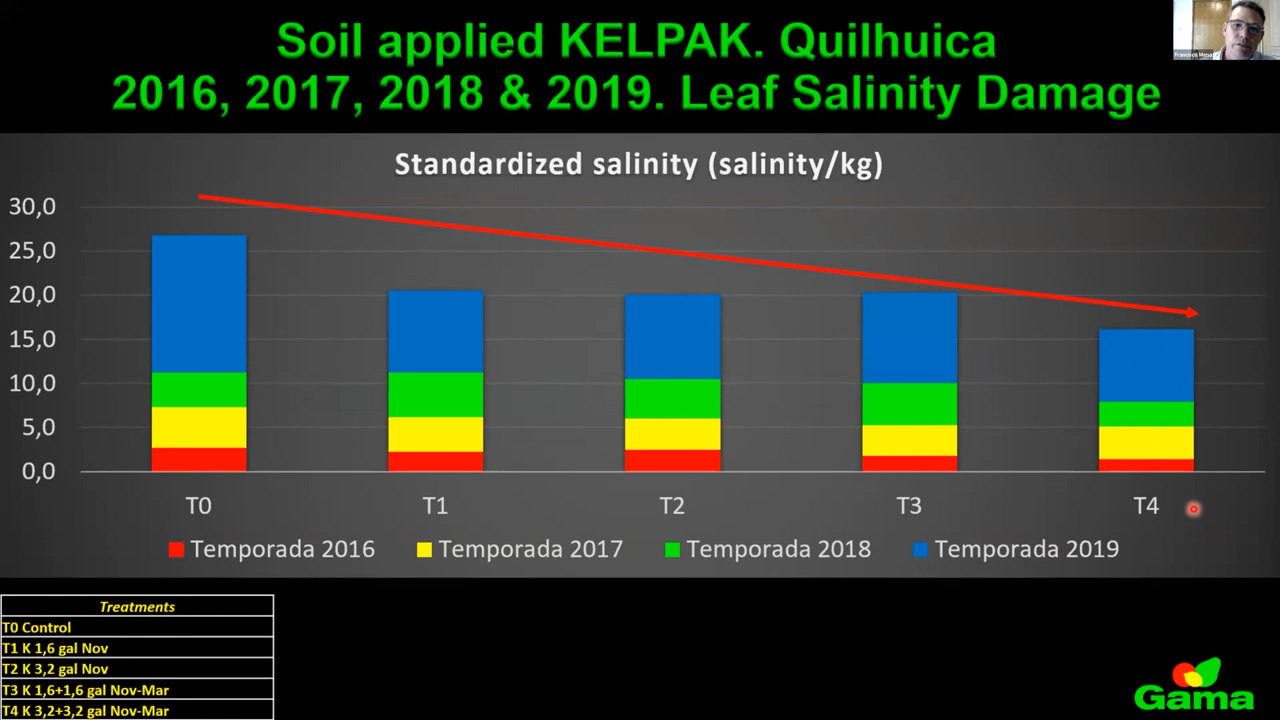 Soil applied KELPAK. Quilhuica
2016, 2017, 2018 & 2019. Leaf Salinity Damage
Francisco Mena
Standardized salinity (salinity/kg)
30,0
25,0
20,0
15,0
10,0
5,0
0,0
T0 T1 T2 T3 T4
Temporada 2016 Temporada 2017 Temporada 2018 Temporada 2019
Treatments
T0 Control
T1 K 1,6 gal Nov
T2 K 3,2 gal Nov
T3 K 1,6+1,6 gal Nov-Mar
T4 K 3,2+3,2 gal Nov-Mar
Gama